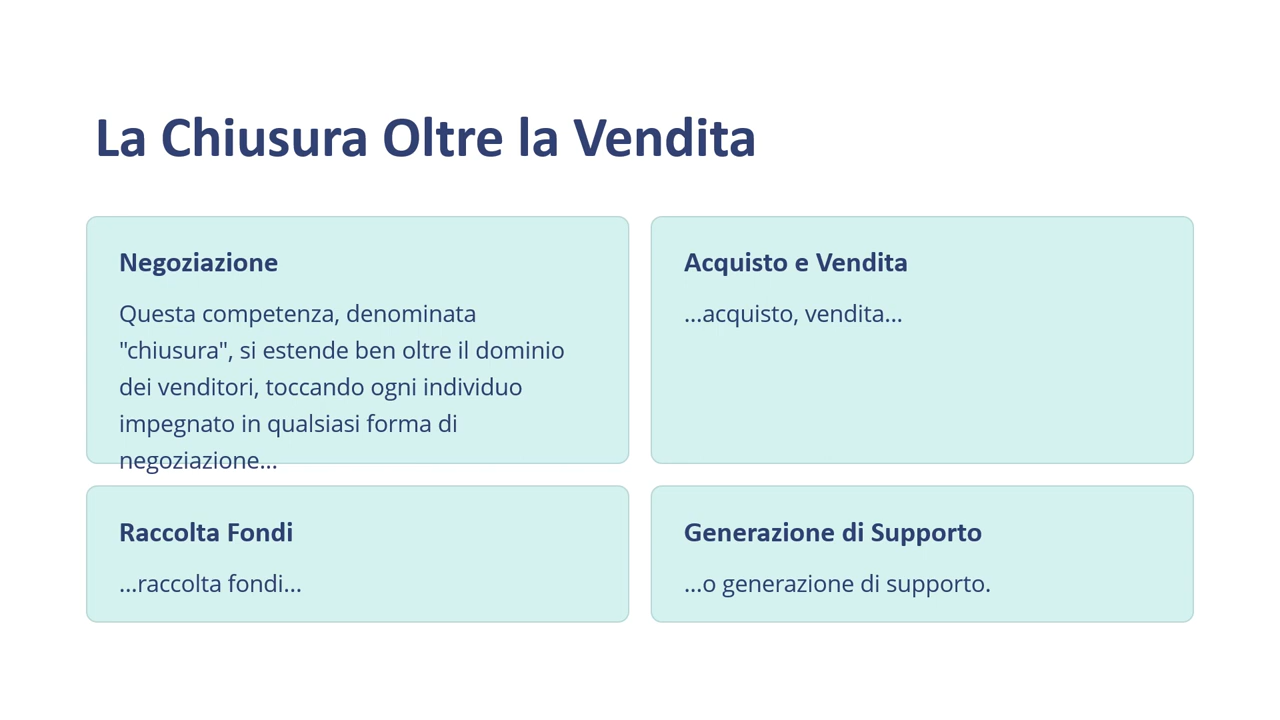 La Chiusura Oltre la Vendita
Negoziazione
Questa competenza, denominata
"chiusura", si estende ben oltre il dominio
dei venditori, toccando ogni individuo
impegnato in qualsiasi forma di
negoziazione...
Acquisto e Vendita
...acquisto, vendita...
Raccolta Fondi
...raccolta fondi...
Generazione di Supporto
...o generazione di supporto.